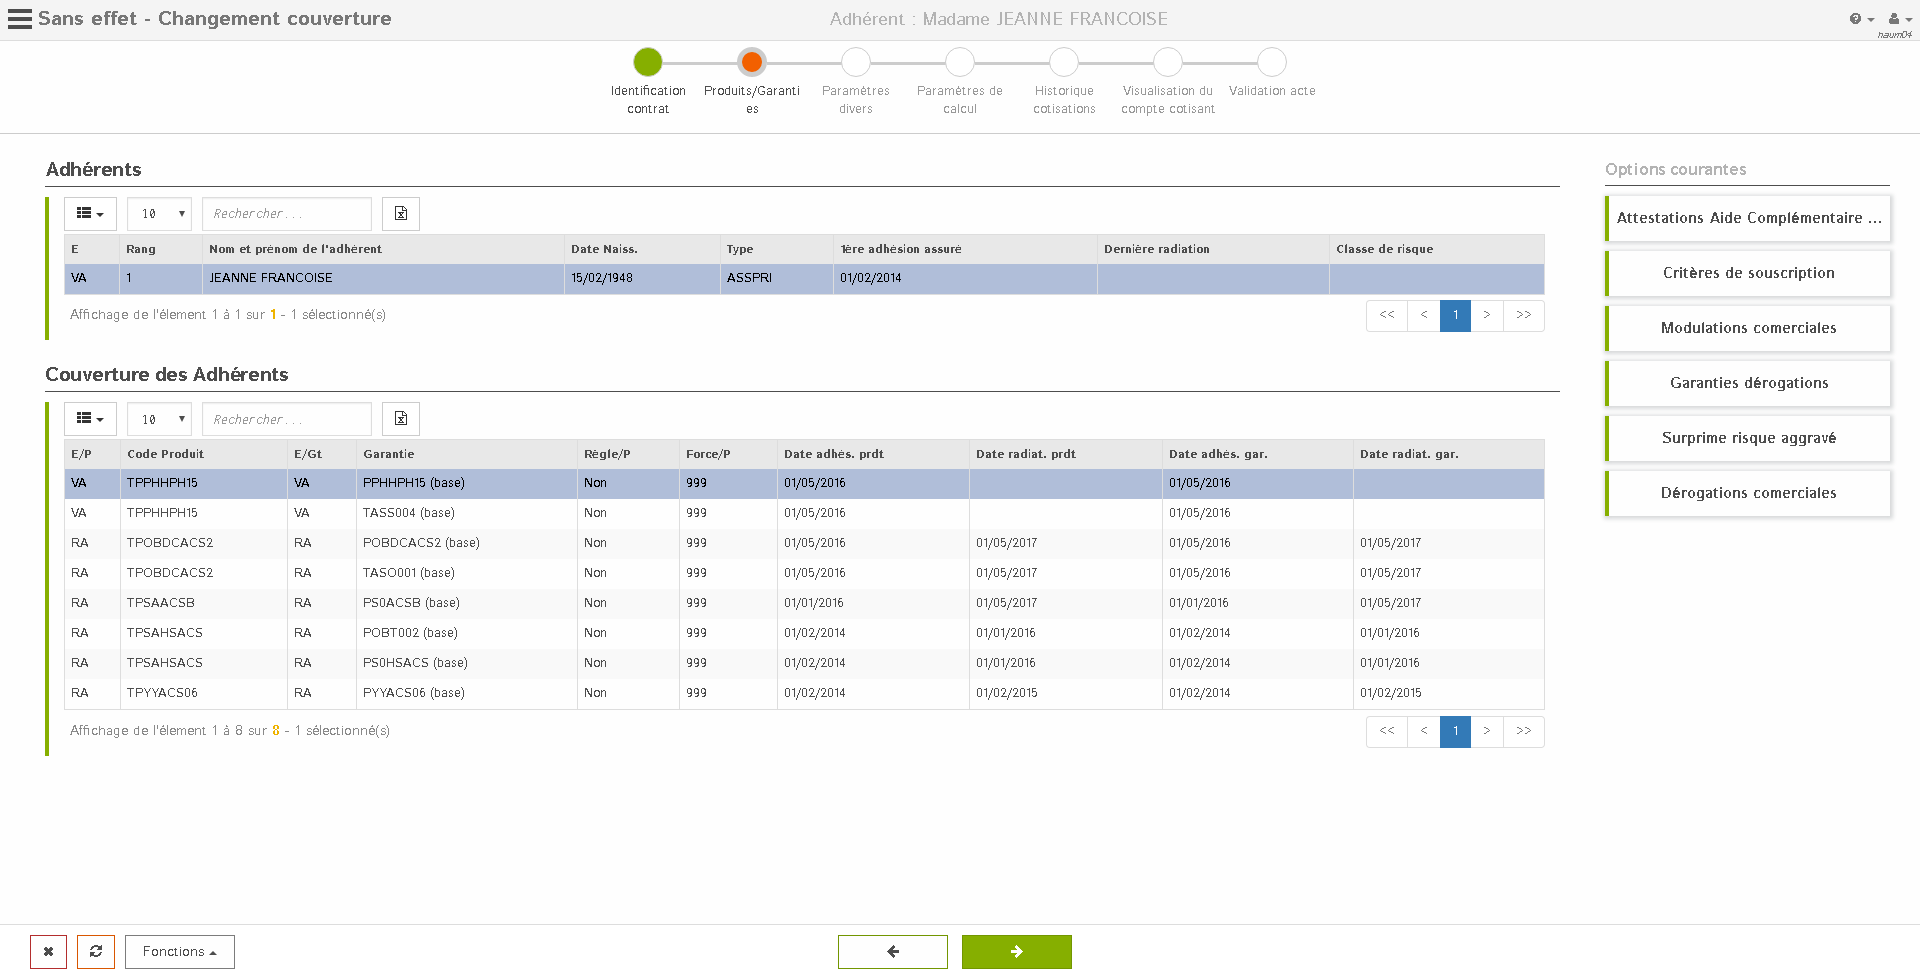 Sans effet - Changement couverture
Adhérent : Madame JEANNE FRANCOISE
naum04
Identification contrat
Produits/Garanti es
Paramètres divers
Paramètres de calcul
Historique cotisations
Visualisation du compte cotisant
Validation acte
Adhérents
10
Rechercher...
E Rang Nom et prénom de l'adhérent Date Naiss. Type 1ère adhésion assuré Dernière radiation Classe de risque
VA 1 JEANNE FRANCOISE 15/02/1948 ASSPRI 01/02/2014
Affichage de l'élement 1 à 1 sur 1 - 1 sélectionné(s)
<< < 1 > >>
Couverture des Adhérents
10
Rechercher...
E/P Code Produit E/Gt Garantie Règle/P Force/P Date adhés. prdt Date radiat. prdt Date adhés. gar. Date radiat. gar.
VA TPPHHPH15 VA PPHHPH15 (base) Non 999 01/05/2016 01/05/2016
VA TPPHHPH15 VA TASS004 (base) Non 999 01/05/2016 01/05/2016
RA TPOBDCACS2 RA POBDCACS2 (base) Non 999 01/05/2016 01/05/2017 01/05/2016 01/05/2017
RA TPOBDCACS2 RA TASO001 (base) Non 999 01/05/2016 01/05/2017 01/05/2016 01/05/2017
RA TPSAACSB RA PS0ACSB (base) Non 999 01/01/2016 01/05/2017 01/01/2016 01/05/2017
RA TPSAHSACS RA POBT002 (base) Non 999 01/02/2014 01/01/2016 01/02/2014 01/01/2016
RA TPSAHSACS RA PS0HSACS (base) Non 999 01/02/2014 01/01/2016 01/02/2014 01/01/2016
RA TPYYACS06 RA PYYACS06 (base) Non 999 01/02/2014 01/02/2015 01/02/2014 01/02/2015
Affichage de l'élement 1 à 8 sur 8 - 1 sélectionné(s)
<< < 1 > >>
Options courantes
Attestations Aide Complémentaire ...
Critères de souscription
Modulations comerciales
Garanties dérogations
Surprime risque aggravé
Dérogations comerciales
Fonctions